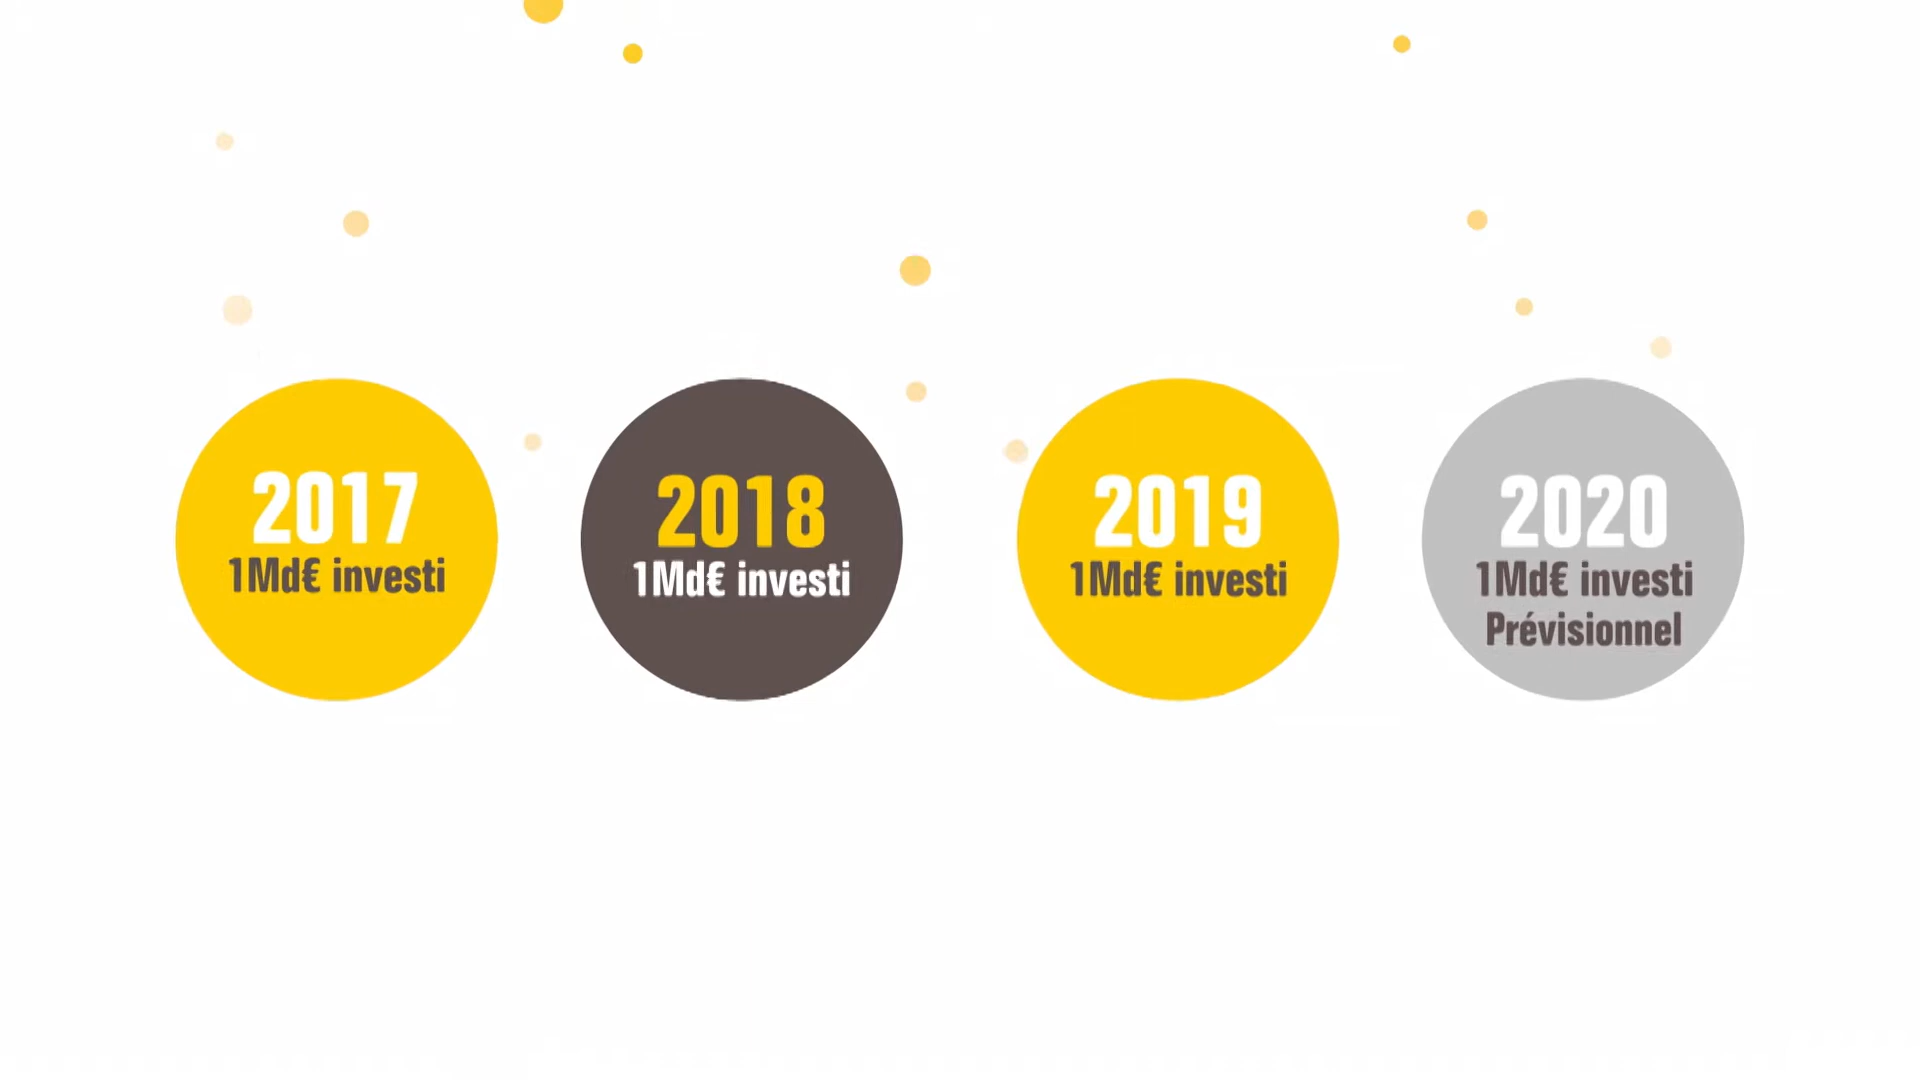 2017
1Md€ investi
2018
1Md€ investi
2019
1Md€ investi
2020
1Md€ investi
Prévisionnel